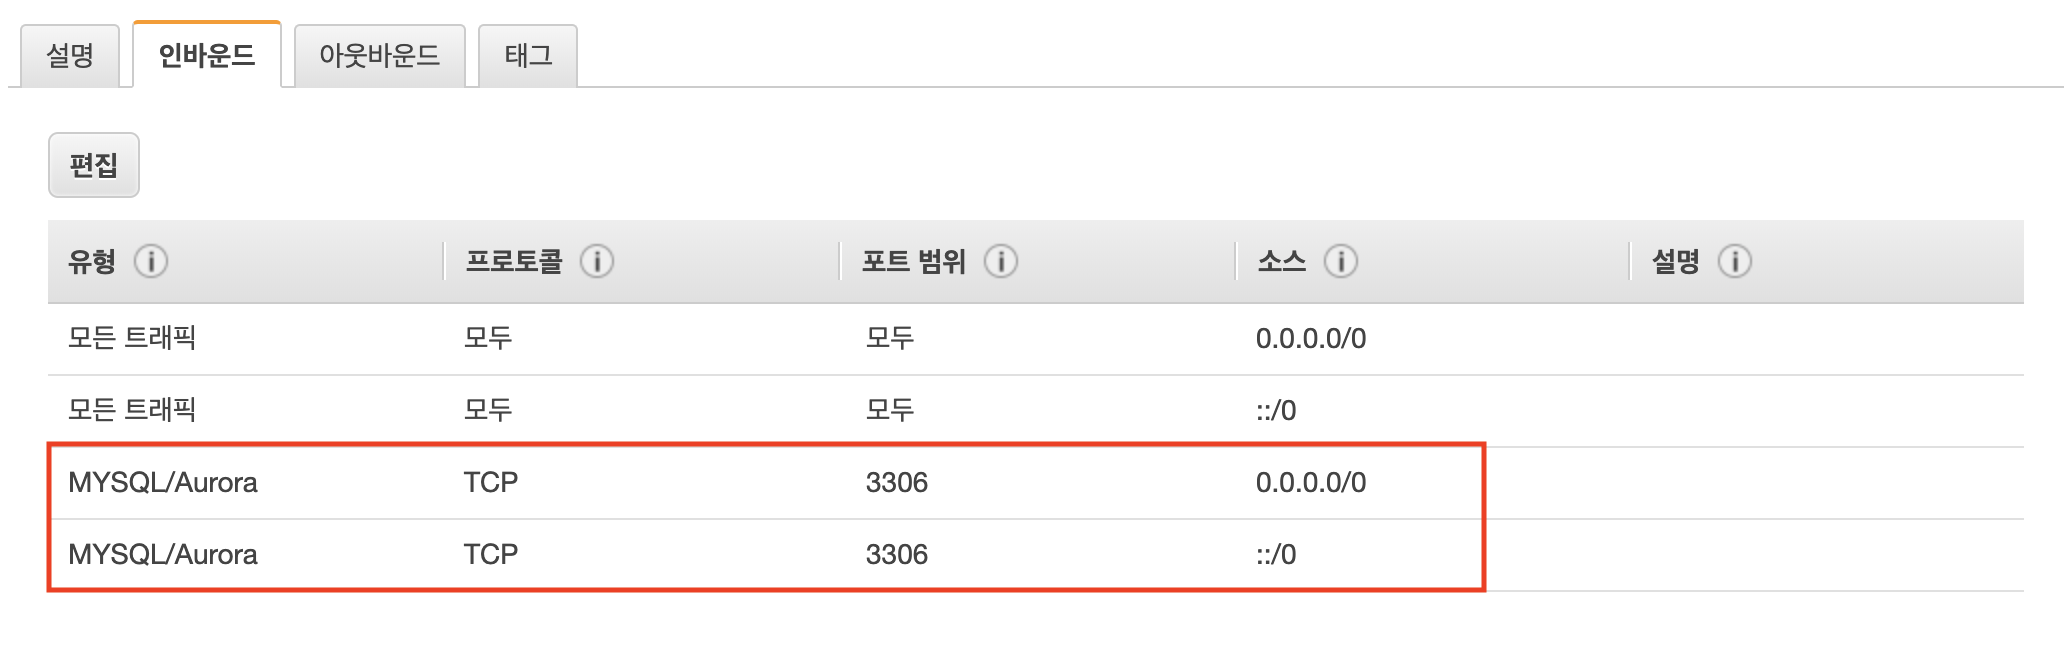 설명 인바운드 아웃바운드 태그
편집
유형 프로토콜 포트 범위 소스 설명
모든 트래픽 모두 모두 0.0.0.0/0
모든 트래픽 모두 모두 ::/0
MYSQL/Aurora TCP 3306 0.0.0.0/0
MYSQL/Aurora TCP 3306 ::/0